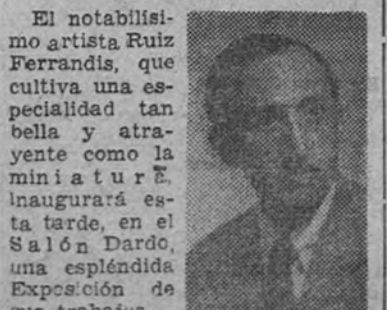 El notabilísi-
mo artista Ruiz
Ferrandis, que
cultiva una es-
pecialidad tan
bella y atra-
yente como la
miniatura,
inaugurará es-
ta tarde, en el
Salón Dardo,
una espléndida
Exposición de